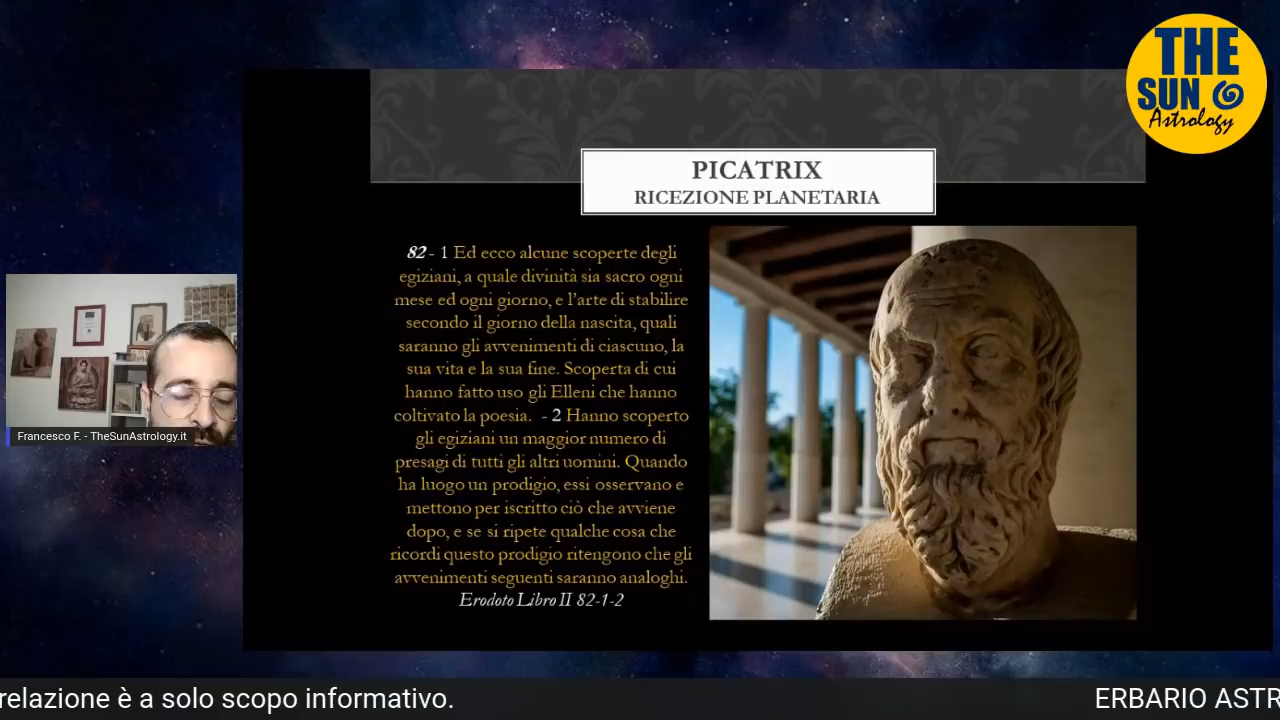 THE
SUN
Astrology
PICATRIX
RICEZIONE PLANETARIA
82 - 1 Ed ecco alcune scoperte degli
egiziani, a quale divinità sia sacro ogni
mese ed ogni giorno, e l'arte di stabilire
secondo il giorno della nascita, quali
saranno gli avvenimenti di ciascuno, la
sua vita e la sua fine. Scoperta di cui
hanno fatto uso gli Elleni che hanno
coltivato la poesia. - 2 Hanno scoperto
gli egiziani un maggior numero di
presagi di tutti gli altri uomini. Quando
ha luogo un prodigio, essi osservano e
mettono per iscritto ciò che avviene
dopo, e se si ripete qualche cosa che
ricordi questo prodigio ritengono che gli
avvenimenti seguenti saranno analoghi.
Erodoto Libro II 82-1-2
Francesco F. - TheSunAstrology.it
relazione è a solo scopo informativo.
ERBARIO ASTR